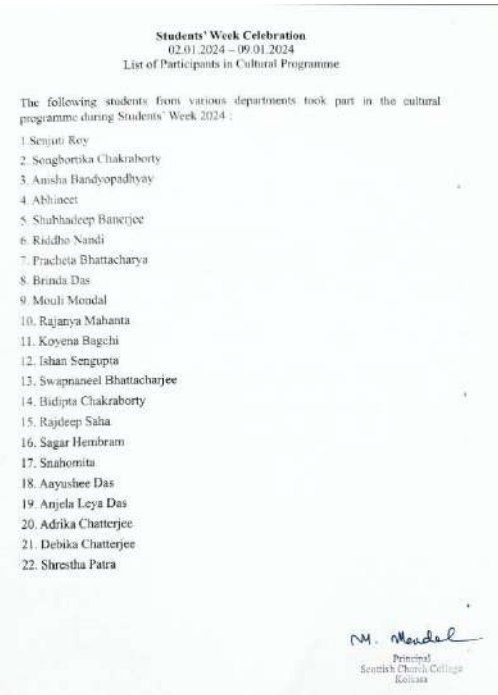 Students' Week Celebration
02.01.2024 – 09.01.2024
List of Participants in Cultural Programme
The following students from various departments took part in the cultural
programme during Students' Week 2024 :
1. Senjuti Roy
2. Songbortika Chakraborty
3. Anisha Bandyopadhyay
4. Abhineet
5. Shubhadeep Banerjee
6. Riddho Nandi
7. Pracheta Bhattacharya
8. Brinda Das
9. Mouli Mondal
10. Rajanya Mahanta
11. Koyena Bagchi
12. Ishan Sengupta
13. Swapnaneel Bhattacharjee
14. Bidipta Chakraborty
15. Rajdeep Saha
16. Sagar Hembram
17. Snahomita
18. Aayushee Das
19. Anjela Leya Das
20. Adrika Chatterjee
21. Debika Chatterjee
22. Shrestha Patra
M. Mandal
Principal
Scottish Church College
Kolkata